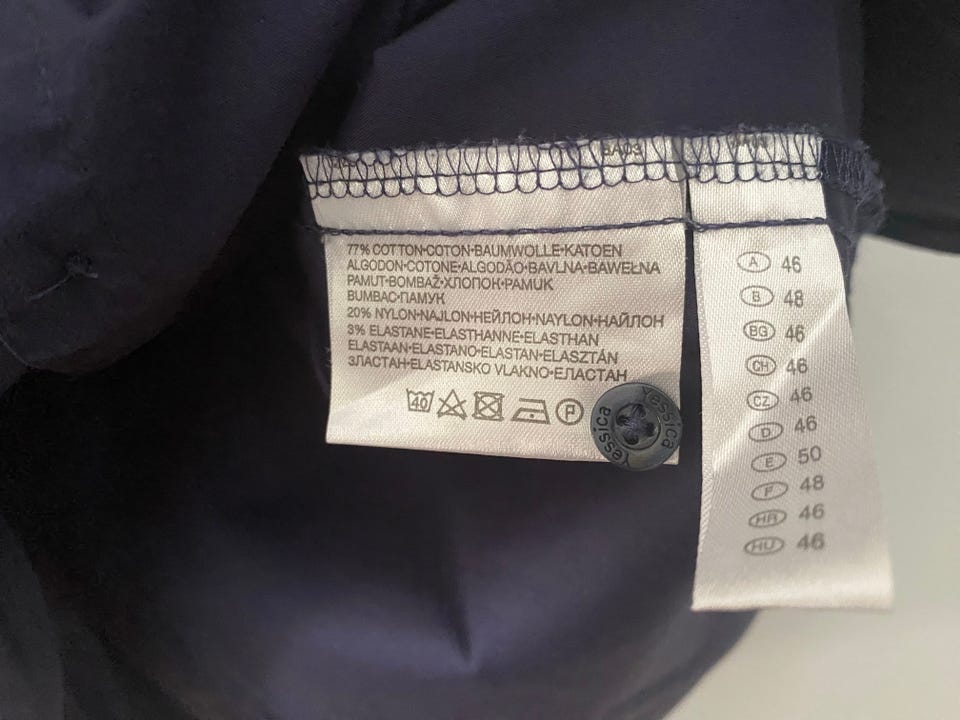 77% COTTON•COTON•BAUMWOLLE•KATOEN
ALGODON•COTONE•ALGODÃO•BAVLNA•BAWEŁNA
PAMUT•BOMBAŽ•ХЛОПОК•PAMUK
BUMBAC•ПАМУК
20% NYLON•NAJLON•НЕЙЛОН•NAYLON•НАЙЛОН
3% ELASTANE•ELASTHANNE•ELASTHAN
ELASTAAN•ELASTANO•ELASTAN•ELASZTÁN
ЭЛАСТАН•ELASTANSKO VLAKNO•ЕЛАСТАН
40 P
Yessica Yessica
A 46
B 48
BG 46
CH 46
CZ 46
D 46
E 50
F 48
HR 46
HU 46